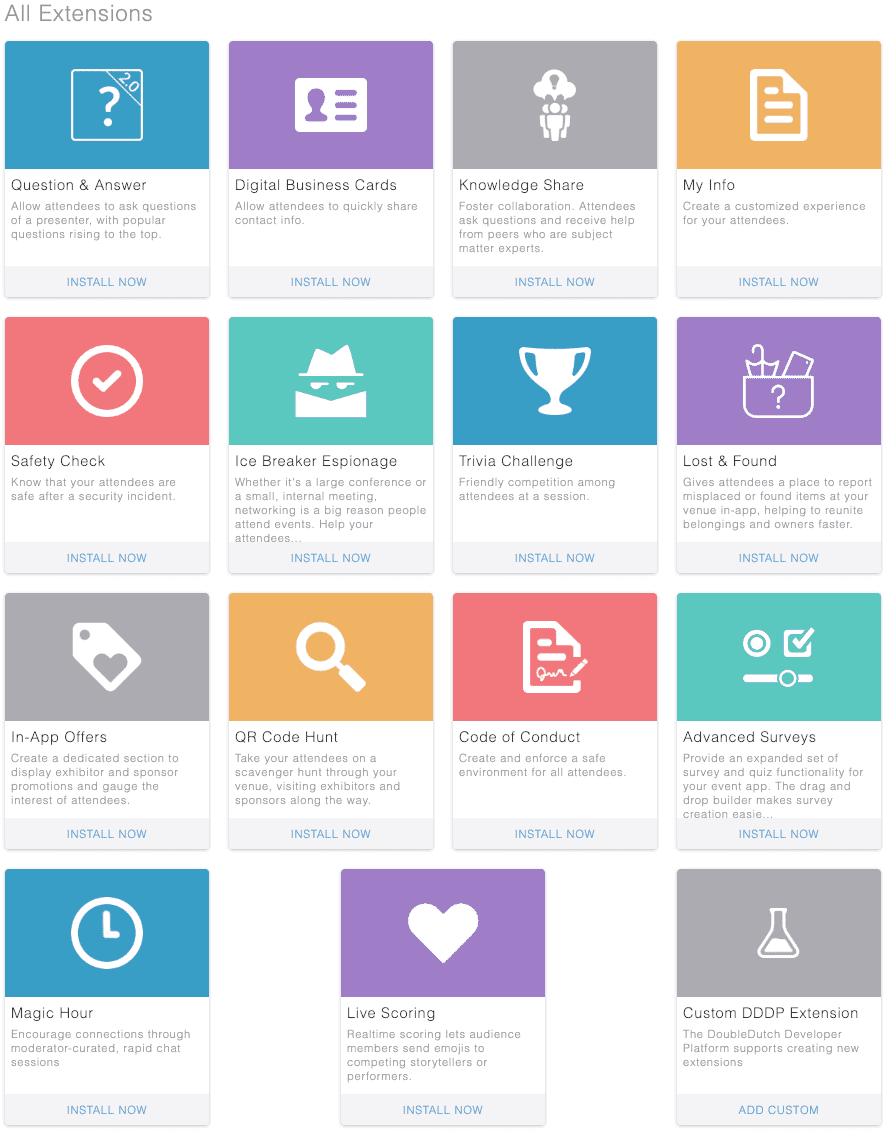 All Extensions
2.0
?
Question & Answer
Allow attendees to ask questions
of a presenter, with popular
questions rising to the top.
INSTALL NOW
Digital Business Cards
Allow attendees to quickly share
contact info.
INSTALL NOW
Knowledge Share
Foster collaboration. Attendees
ask questions and receive help
from peers who are subject
matter experts.
INSTALL NOW
My Info
Create a customized experience
for your attendees.
INSTALL NOW
Safety Check
Know that your attendees are
safe after a security incident.
INSTALL NOW
Ice Breaker Espionage
Whether it's a large conference or
a small, internal meeting,
networking is a big reason people
attend events. Help your
attendees...
INSTALL NOW
Trivia Challenge
Friendly competition among
attendees at a session.
INSTALL NOW
?
Lost & Found
Gives attendees a place to report
misplaced or found items at your
venue in-app, helping to reunite
belongings and owners faster.
INSTALL NOW
In-App Offers
Create a dedicated section to
display exhibitor and sponsor
promotions and gauge the
interest of attendees.
INSTALL NOW
QR Code Hunt
Take your attendees on a
scavenger hunt through your
venue, visiting exhibitors and
sponsors along the way.
INSTALL NOW
Code of Conduct
Create and enforce a safe
environment for all attendees.
INSTALL NOW
Advanced Surveys
Provide an expanded set of
survey and quiz functionality for
your event app. The drag and
drop builder makes survey
creation easie...
INSTALL NOW
Magic Hour
Encourage connections through
moderator-curated, rapid chat
sessions
INSTALL NOW
Live Scoring
Realtime scoring lets audience
members send emojis to
competing storytellers or
performers.
INSTALL NOW
Custom DDDP Extension
The DoubleDutch Developer
Platform supports creating new
extensions
ADD CUSTOM